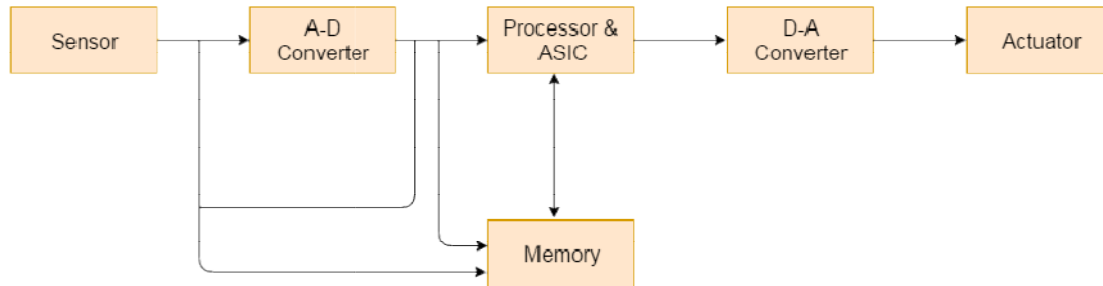 Sensor
A-D
Converter
Processor &
ASIC
D-A
Converter
Actuator
Memory